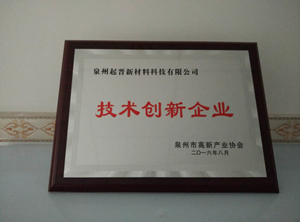 泉州起晋新材料科技有限公司
技术创新企业
泉州市高新产业协会
二〇一六年八月